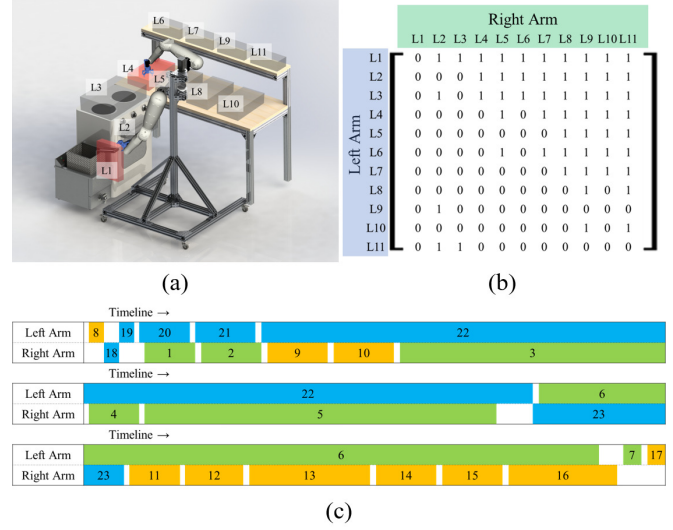 L6
L7
L9
L11
L4
L5
L3
L8
L10
L2
L1
(a)
Right Arm
L1 L2 L3 L4 L5 L6 L7 L8 L9 L10 L11
Left Arm
L1 0 1 1 1 1 1 1 1 1 1 1
L2 0 0 0 1 1 1 1 1 1 1 1
L3 0 1 0 1 1 1 1 1 1 1 1
L4 0 0 0 0 1 0 1 1 1 1 1
L5 0 0 0 0 0 0 0 1 1 1 1
L6 0 0 0 0 1 0 1 1 1 1 1
L7 0 0 0 0 0 0 0 1 1 1 1
L8 0 0 0 0 0 0 0 0 1 0 1
L9 0 1 0 0 0 0 0 0 0 0 0
L10 0 0 0 0 0 0 0 0 1 0 1
L11 0 1 1 0 0 0 0 0 0 0 0
(b)
Timeline →
Left Arm 8 19 20 21 22
Right Arm 18 1 2 9 10 3
Timeline →
Left Arm 22 6
Right Arm 4 5 23
Timeline →
Left Arm 6 7 17
Right Arm 23 11 12 13 14 15 16
(c)